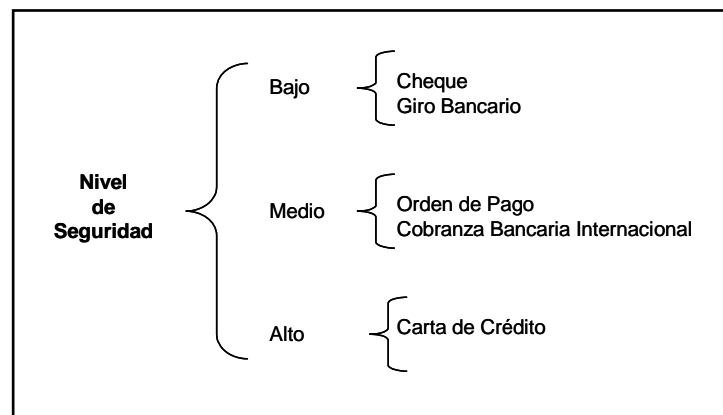 Nivel
de
Seguridad
Bajo
Cheque
Giro Bancario
Medio
Orden de Pago
Cobranza Bancaria Internacional
Alto
Carta de Crédito